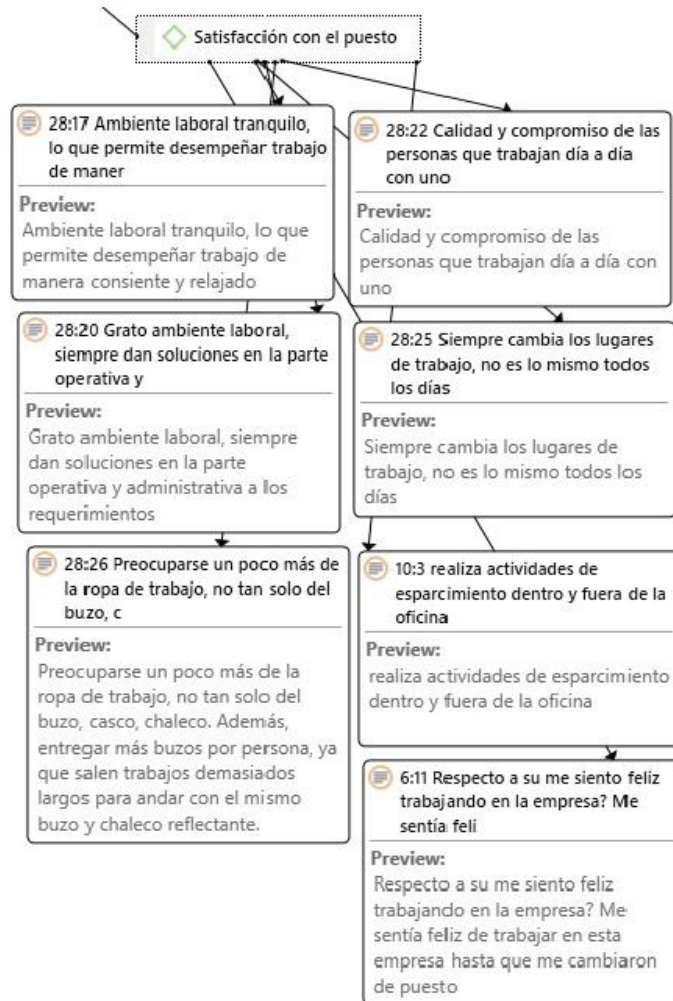 Satisfacción con el puesto
28:17 Ambiente laboral tranquilo,
lo que permite desempeñar trabajo
de maner
Preview:
Ambiente laboral tranquilo, lo que
permite desempeñar trabajo de
manera consiente y relajado
28:22 Calidad y compromiso de las
personas que trabajan día a día
con uno
Preview:
Calidad y compromiso de las
personas que trabajan día a día con
uno
28:20 Grato ambiente laboral,
siempre dan soluciones en la parte
operativa y
Preview:
Grato ambiente laboral, siempre
dan soluciones en la parte
operativa y administrativa a los
requerimientos
28:25 Siempre cambia los lugares
de trabajo, no es lo mismo todos
los días
Preview:
Siempre cambia los lugares de
trabajo, no es lo mismo todos los
días
28:26 Preocuparse un poco más de
la ropa de trabajo, no tan solo del
buzo, c
Preview:
Preocuparse un poco más de la
ropa de trabajo, no tan solo del
buzo, casco, chaleco. Además,
entregar más buzos por persona, ya
que salen trabajos demasiados
largos para andar con el mismo
buzo y chaleco reflectante.
10:3 realiza actividades de
esparcimiento dentro y fuera de la
oficina
Preview:
realiza actividades de esparcimiento
dentro y fuera de la oficina
6:11 Respecto a su me siento feliz
trabajando en la empresa? Me
sentía feli
Preview:
Respecto a su me siento feliz
trabajando en la empresa? Me
sentía feliz de trabajar en esta
empresa hasta que me cambiaron
de puesto